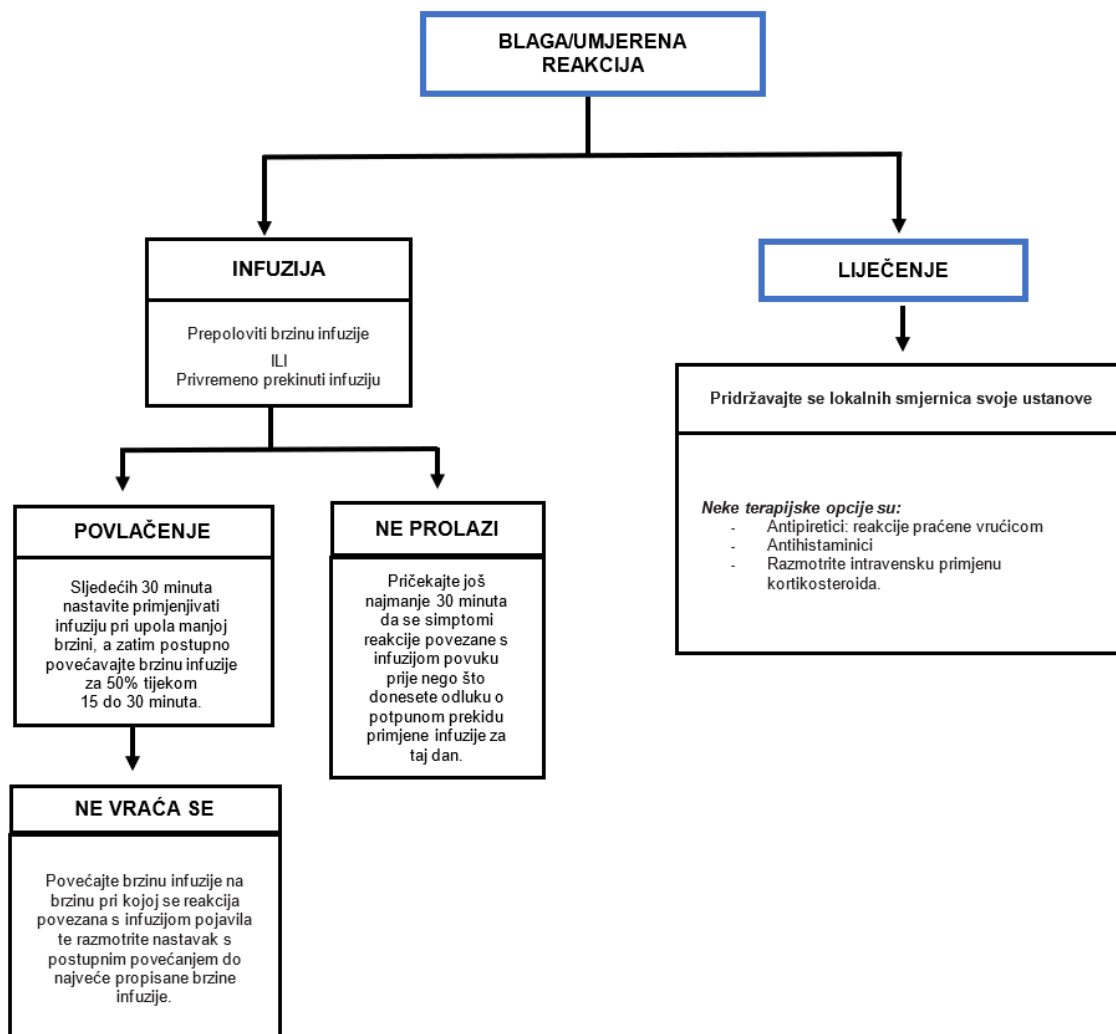 BLAGA/UMJERENA
REAKCIJA
INFUZIJA
Prepoloviti brzinu infuzije
ILI
Privremeno prekinuti infuziju
LIJEČENJE
Pridržavajte se lokalnih smjernica svoje ustanove
Neke terapijske opcije su:
- Antipiretici: reakcije praćene vrućicom
- Antihistaminici
- Razmotrite intravensku primjenu
kortikosteroida.
POVLAČENJE
Sljedećih 30 minuta
nastavite primjenjivati
infuziju pri upola manjoj
brzini, a zatim postupno
povećavajte brzinu infuzije
za 50% tijekom
15 do 30 minuta.
NE PROLAZI
Pričekajte još
najmanje 30 minuta
da se simptomi
reakcije povezane s
infuzijom povuku
prije nego što
donesete odluku o
potpunom prekidu
primjene infuzije za
taj dan.
NE VRAĆA SE
Povećajte brzinu infuzije na
brzinu pri kojoj se reakcija
povezana s infuzijom pojavila
te razmotrite nastavak s
postupnim povećanjem do
najveće propisane brzine
infuzije.